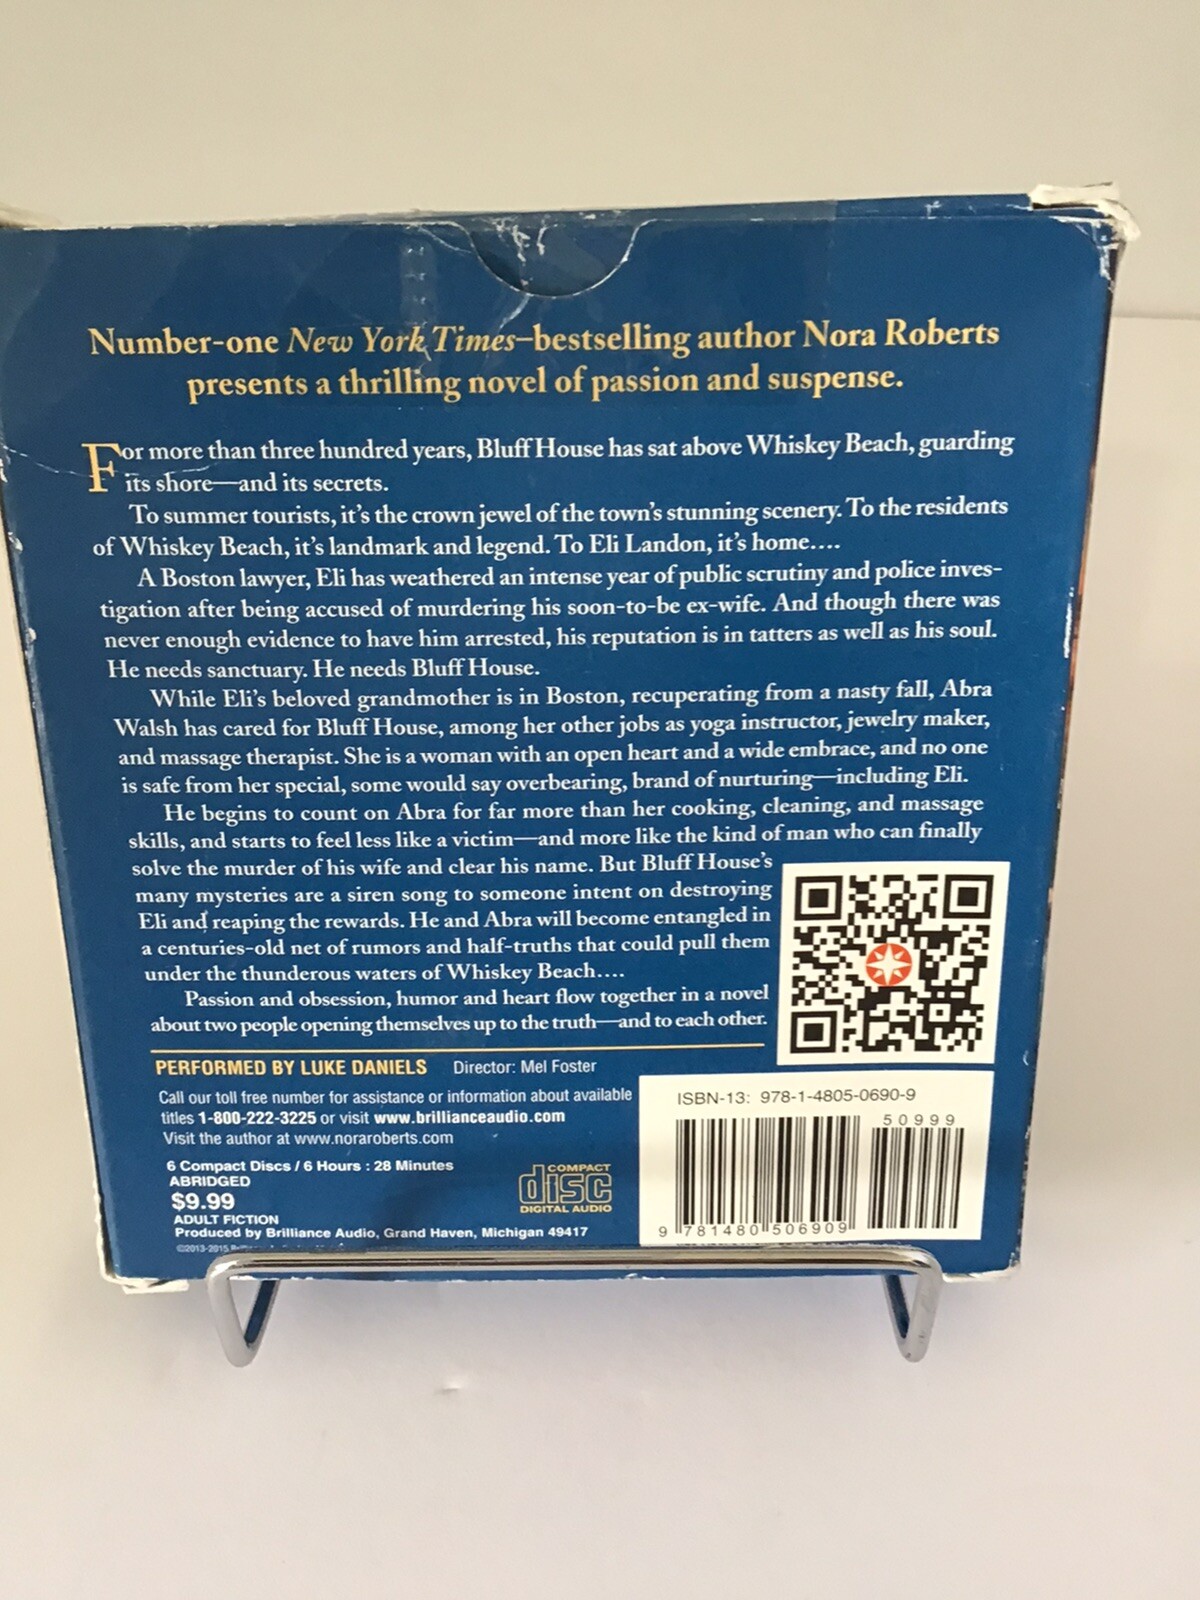 Number-one New York Times–bestselling author Nora Roberts
presents a thrilling novel of passion and suspense.
For more than three hundred years, Bluff House has sat above Whiskey Beach, guarding
its shore—and its secrets.
To summer tourists, it's the crown jewel of the town's stunning scenery. To the residents
of Whiskey Beach, it's landmark and legend. To Eli Landon, it's home....
A Boston lawyer, Eli has weathered an intense year of public scrutiny and police inves-
tigation after being accused of murdering his soon-to-be ex-wife. And though there was
never enough evidence to have him arrested, his reputation is in tatters as well as his soul.
He needs sanctuary. He needs Bluff House.
While Eli's beloved grandmother is in Boston, recuperating from a nasty fall, Abra
Walsh has cared for Bluff House, among her other jobs as yoga instructor, jewelry maker,
and massage therapist. She is a woman with an open heart and a wide embrace, and no one
is safe from her special, some would say overbearing, brand of nurturing—including Eli.
He begins to count on Abra for far more than her cooking, cleaning, and massage
skills, and starts to feel less like a victim—and more like the kind of man who can finally
solve the murder of his wife and clear his name. But Bluff House's
many mysteries are a siren song to someone intent on destroying
Eli and reaping the rewards. He and Abra will become entangled in
a centuries-old net of rumors and half-truths that could pull them
under the thunderous waters of Whiskey Beach....
Passion and obsession, humor and heart flow together in a novel
about two people opening themselves up to the truth—and to each other.
PERFORMED BY LUKE DANIELS Director: Mel Foster
Call our toll free number for assistance or information about available
titles 1-800-222-3225 or visit www.brillianceaudio.com
Visit the author at www.noraroberts.com
6 Compact Discs / 6 Hours : 28 Minutes
ABRIDGED
$9.99
ADULT FICTION
Produced by Brilliance Audio, Grand Haven, Michigan 49417
©2013-2015
COMPACT
disc
DIGITAL AUDIO
ISBN-13: 978-1-4805-0690-9
50999
9 781480 506909